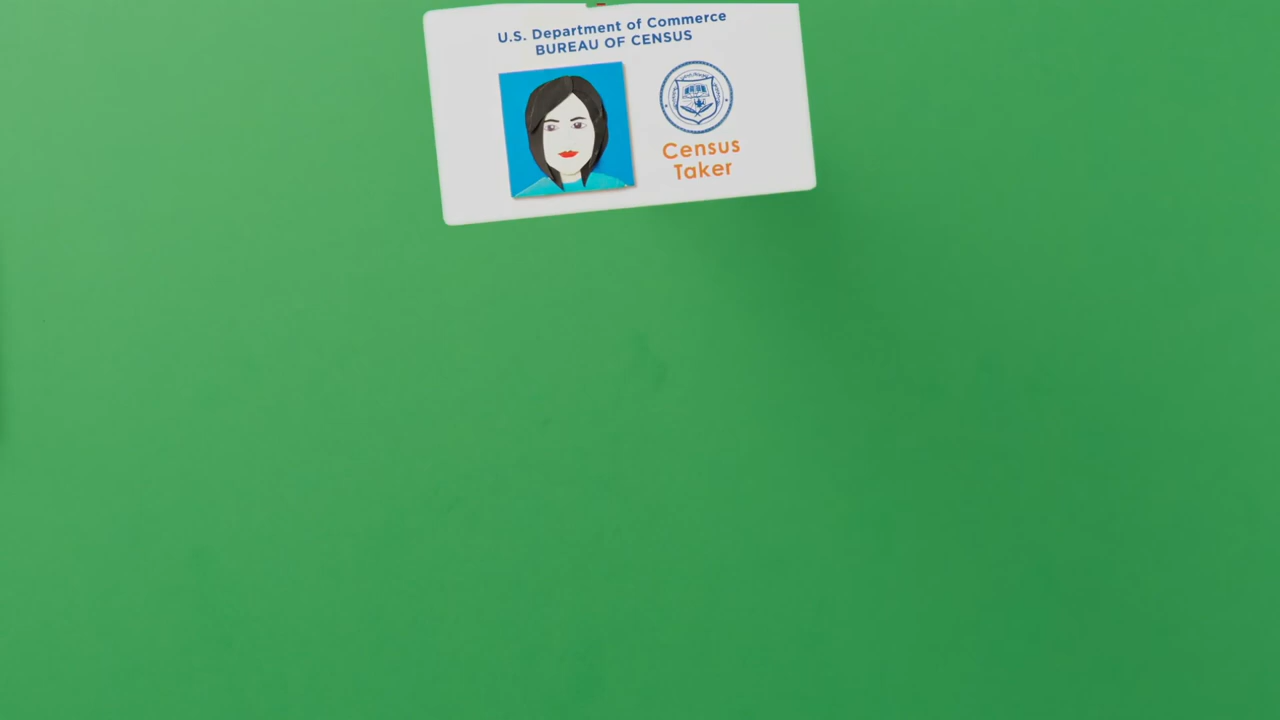 U.S. Department of Commerce
BUREAU OF CENSUS
Census
Taker